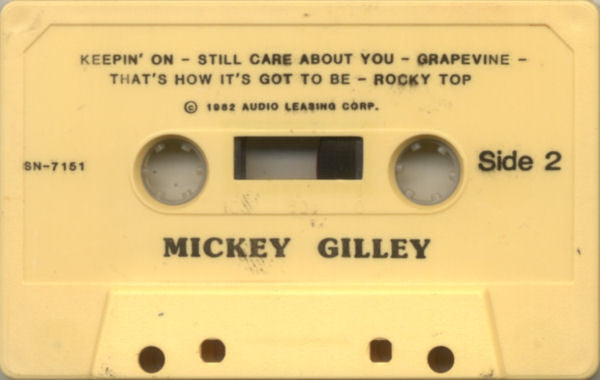 KEEPIN' ON - STILL CARE ABOUT YOU - GRAPEVINE -
THAT'S HOW IT'S GOT TO BE - ROCKY TOP
© 1982 AUDIO LEASING CORP.
SN-7151
Side 2
MICKEY GILLEY